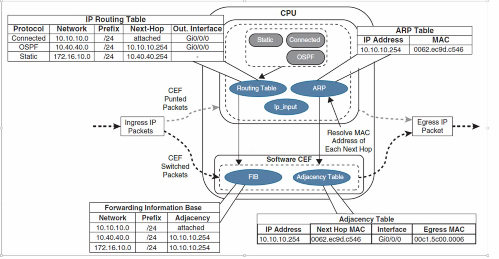 CPU
IP Routing Table
Protocol Network Prefix Next-Hop Out. Interface
Connected 10.10.10.0 /24 attached Gi0/0/0
OSPF 10.40.40.0 /24 10.10.10.254 Gi0/0/0
Static 172.16.10.0 /24 10.40.40.254 -
Static
Connected
OSPF
ARP Table
IP Address MAC
10.10.10.254 0062.ec9d.c546
Routing Table
ARP
Ip_input
CEF
Punted
Packets
Ingress IP
Packets
CEF
Switched
Packets
Resolve MAC
Address of
Each Next Hop
Egress IP
Packet
Software CEF
FIB
Adjacency Table
Forwarding Information Base
Network Prefix Adjacency
10.10.10.0 /24 attached
10.40.40.0 /24 10.10.10.254
172.16.10.0 /24 10.10.10.254
Adjacency Table
IP Address Next Hop MAC Interface Egress MAC
10.10.10.254 0062.ec9d.c546 Gi0/0/0 00c1.5c00.0006